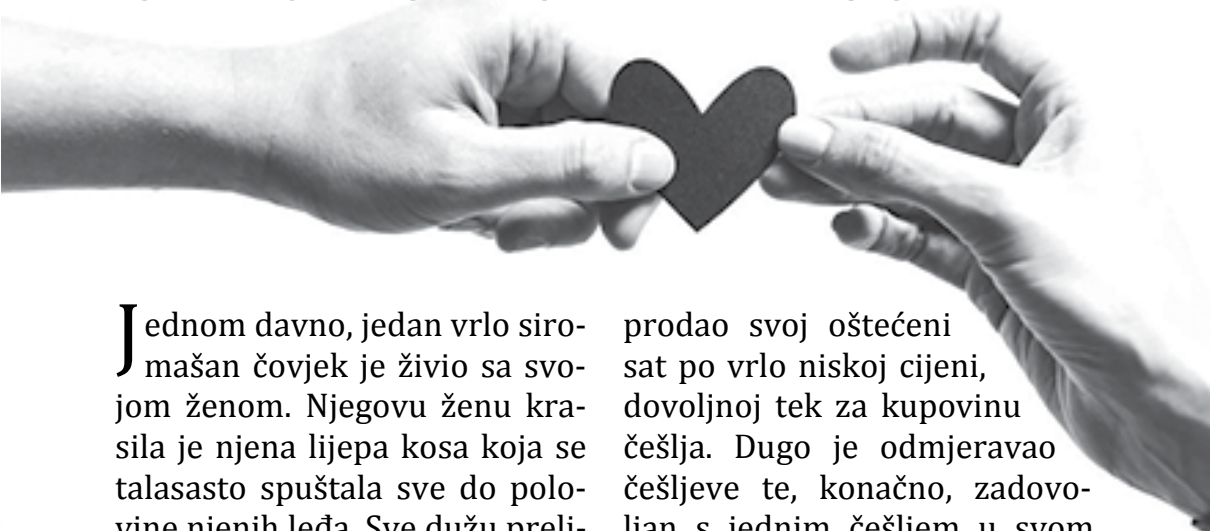 Jednom davno, jedan vrlo siro-
mašan čovjek je živio sa svo-
jom ženom. Njegovu ženu kra-
sila je njena lijepa kosa koja se
talasasto spuštala sve do polo-
vine njenih leđa. Sve dužu preli-
prodao svoj oštećeni
sat po vrlo niskoj cijeni,
dovoljnoj tek za kupovinu
češlja. Dugo je odmjeravao
češljeve te, konačno, zadovo-
ljan s jednim češljem u svom